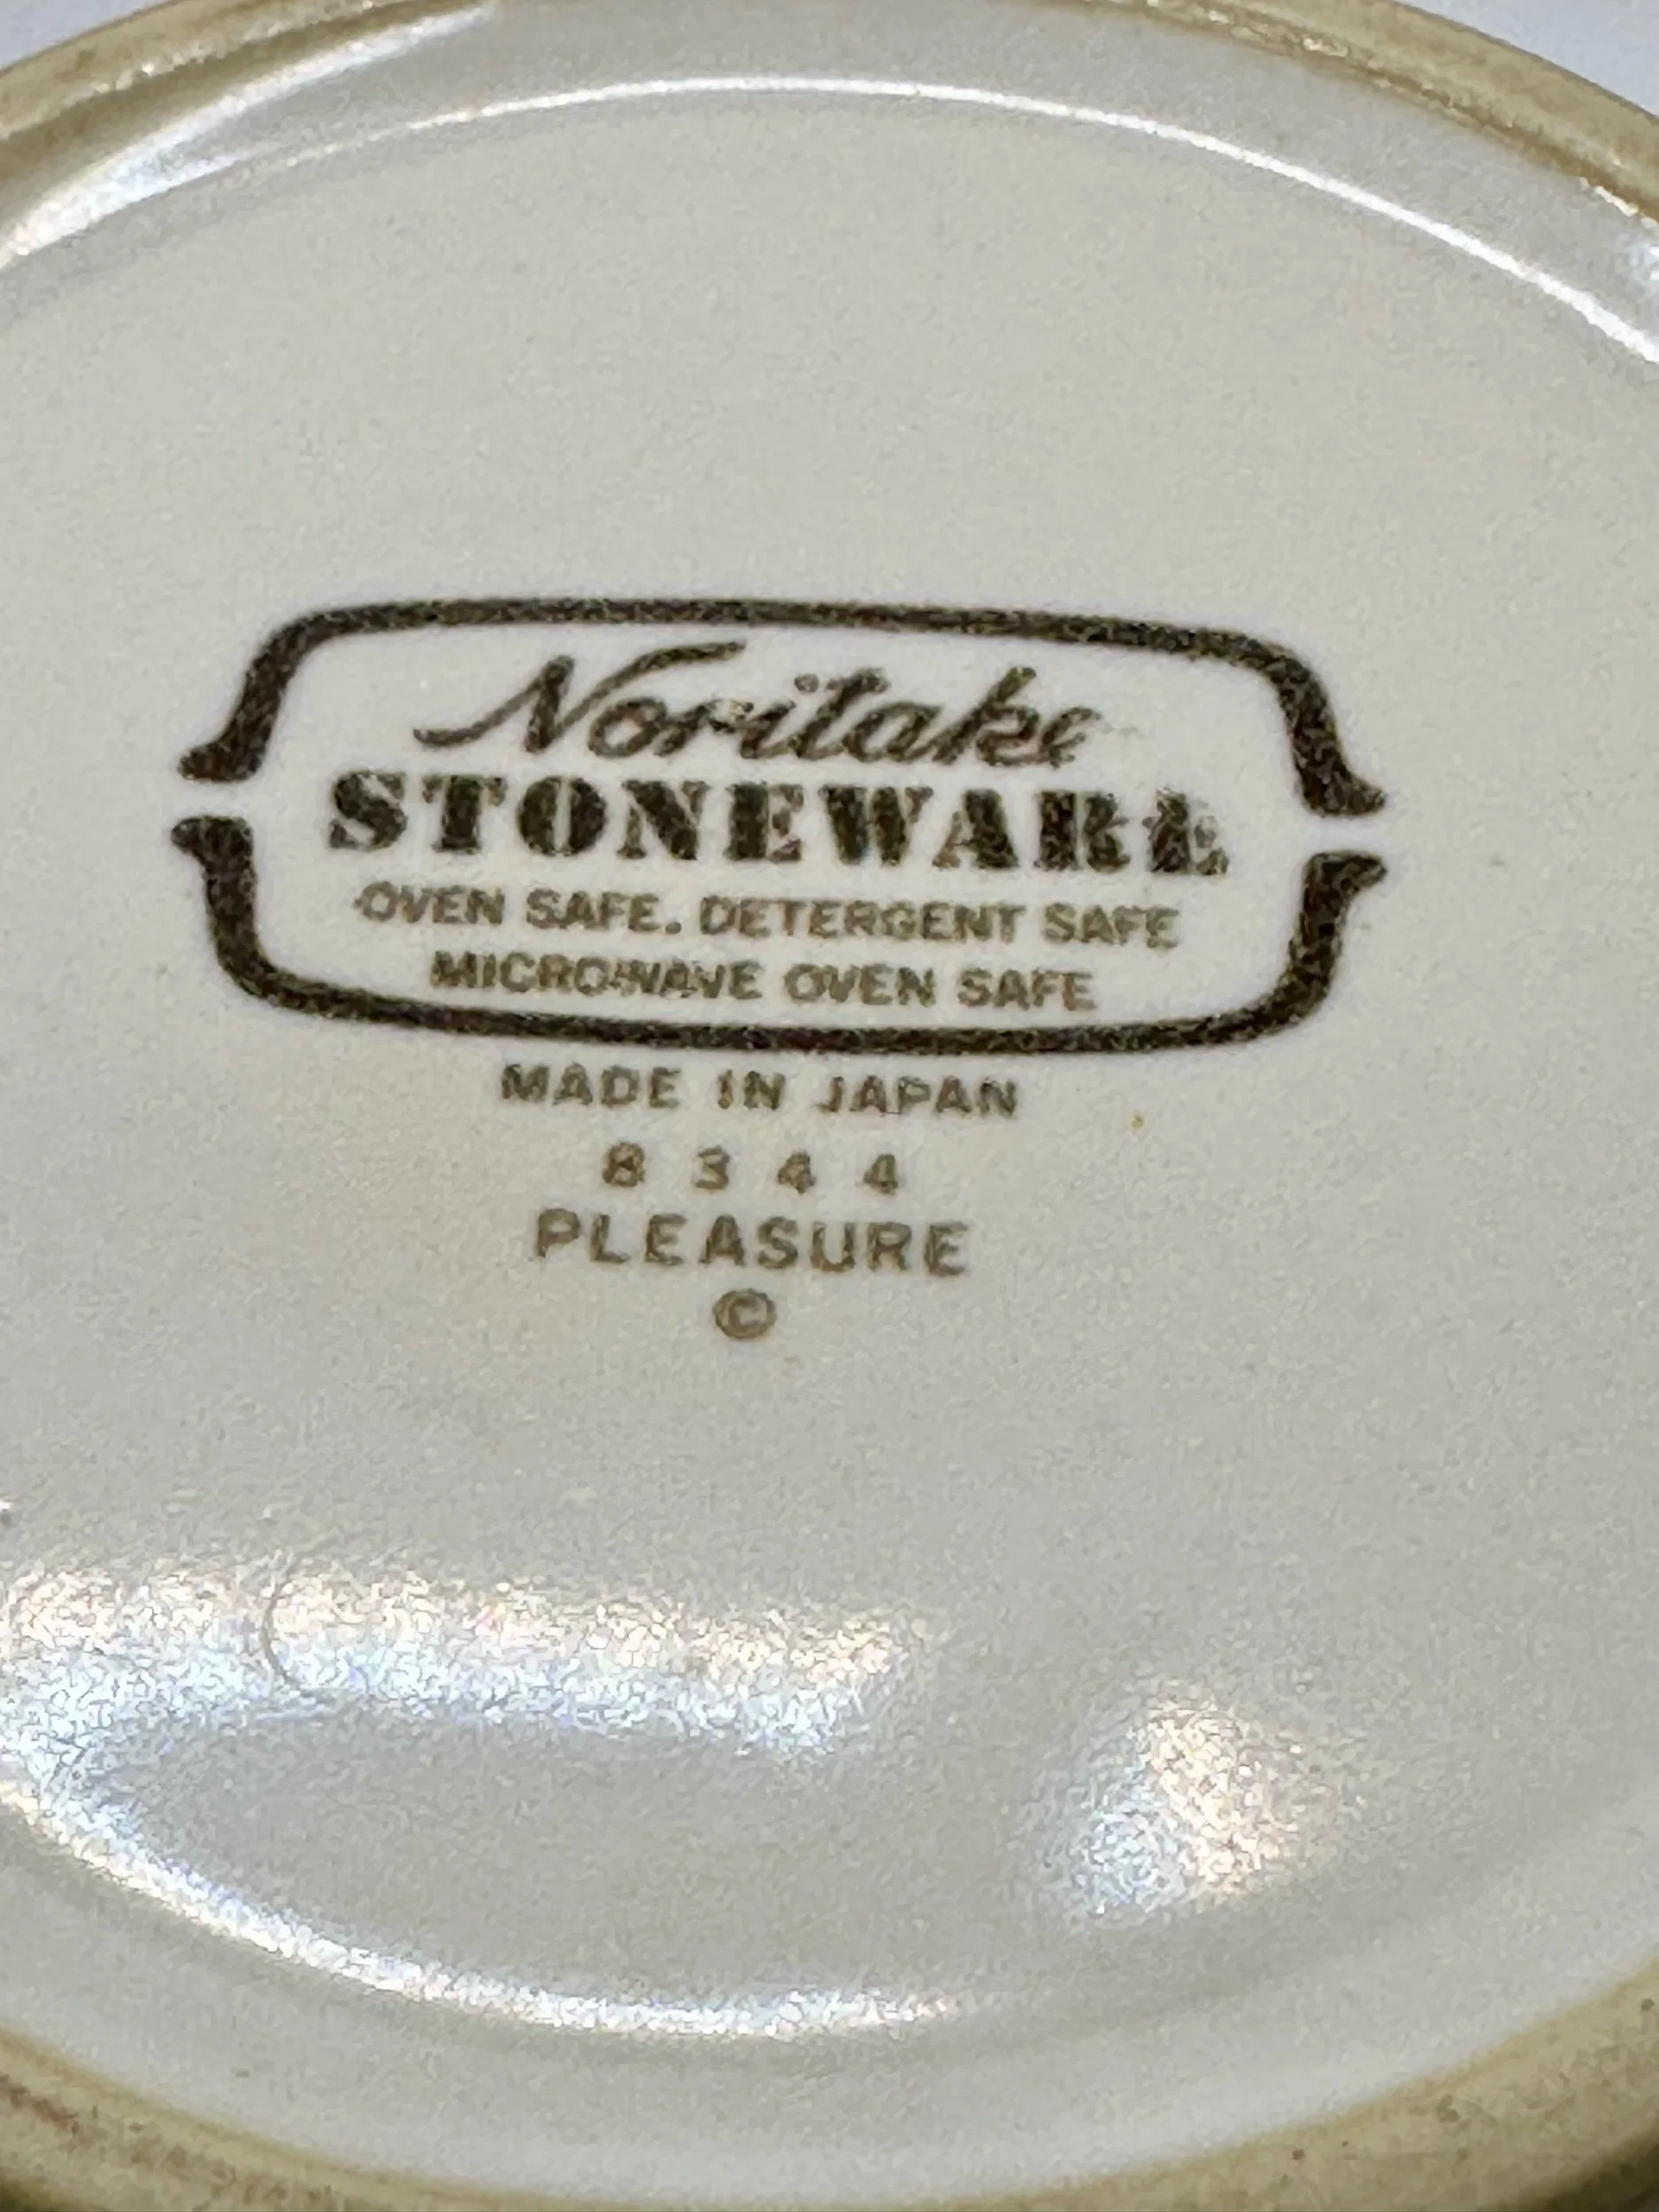 Noritake
STONEWARE
OVEN SAFE. DETERGENT SAFE
MICROWAVE OVEN SAFE
MADE IN JAPAN
8344
PLEASURE
©